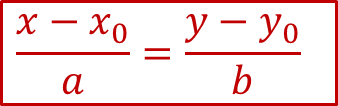 (x − x₀)/a = (y − y₀)/b